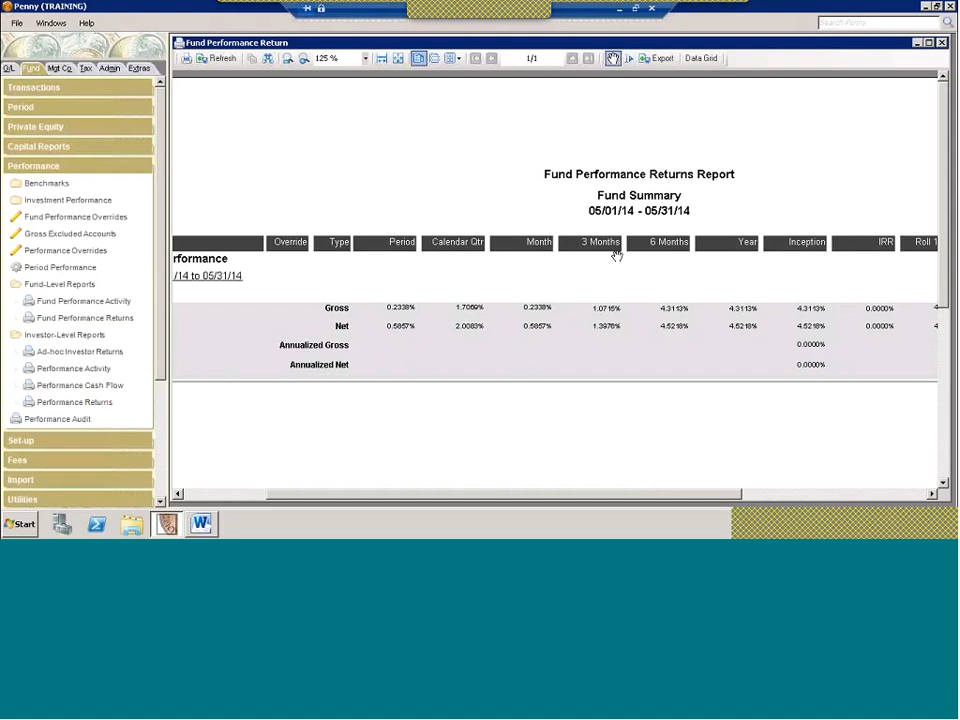 Penny (TRAINING)
File Windows Help
Search Penny
G/L Fund Mgt Co Tax Admin Extras
Transactions
Period
Private Equity
Capital Reports
Performance
Benchmarks
Investment Performance
Fund Performance Overrides
Gross Excluded Accounts
Performance Overrides
Period Performance
Fund-Level Reports
Fund Performance Activity
Fund Performance Returns
Investor-Level Reports
Ad-hoc Investor Returns
Performance Activity
Performance Cash Flow
Performance Returns
Performance Audit
Set-up
Fees
Import
Utilities
Fund Performance Return
Refresh 125 % 1/1 Export Data Grid
Fund Performance Returns Report
Fund Summary
05/01/14 - 05/31/14
Override Type Period Calendar Qtr Month 3 Months 6 Months Year Inception IRR Roll 1
rformance
/14 to 05/31/14
Gross 0.2338% 1.7069% 0.2338% 1.0715% 4.3113% 4.3113% 4.3113% 0.0000% 4
Net 0.5857% 2.0083% 0.5857% 1.3976% 4.5218% 4.5218% 4.5218% 0.0000% 4
Annualized Gross 0.0000%
Annualized Net 0.0000%
Start